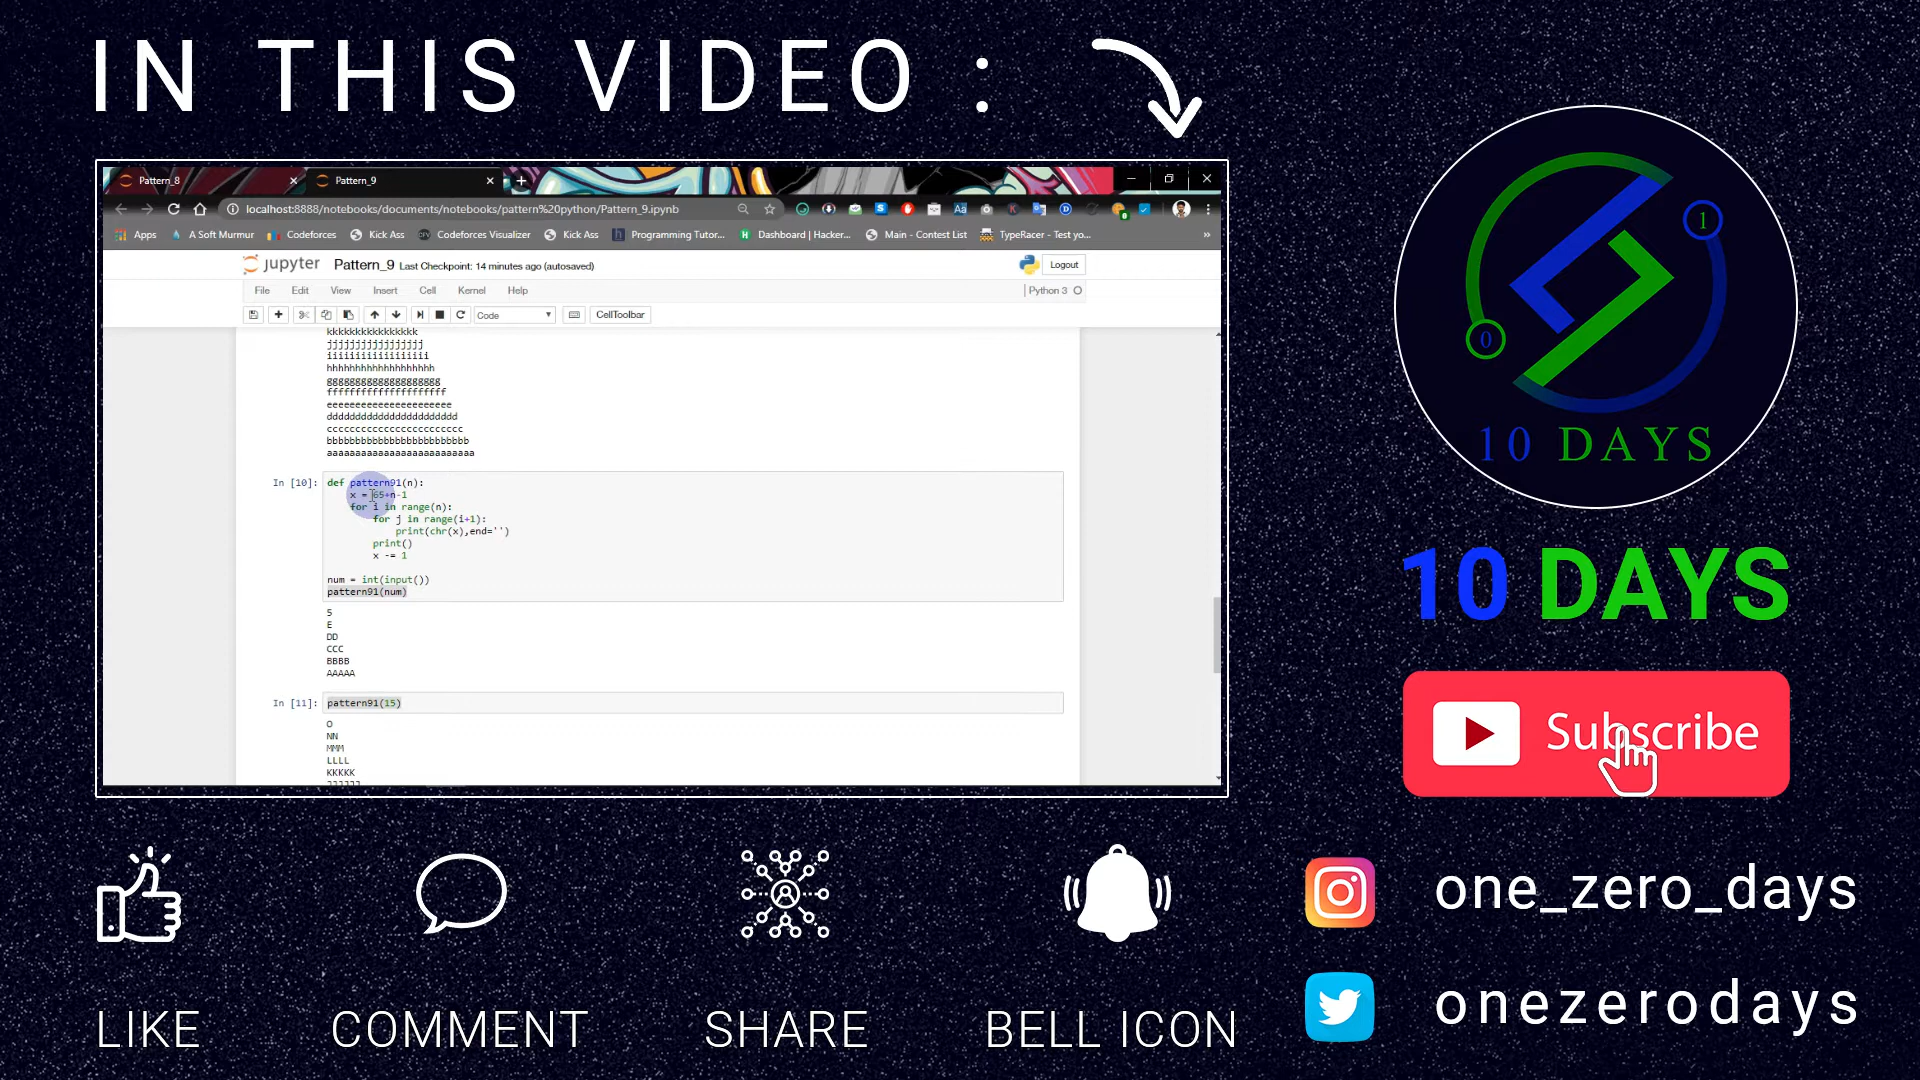 IN THIS VIDEO :
Pattern_8
Pattern_9
localhost:8888/notebooks/documents/notebooks/pattern%20python/Pattern_9.ipynb
Apps
A Soft Murmur
Codeforces
Kick Ass
Codeforces Visualizer
Kick Ass
Programming Tutor...
Dashboard | Hacker...
Main - Contest List
TypeRacer - Test yo...
»
jupyter Pattern_9 Last Checkpoint: 14 minutes ago (autosaved)
Logout
File Edit View Insert Cell Kernel Help
Python 3
Code
CellToolbar
kkkkkkkkkkkkkkkk
jjjjjjjjjjjjjjjjj
iiiiiiiiiiiiiiiiii
hhhhhhhhhhhhhhhhhhh
gggggggggggggggggggg
fffffffffffffffffffff
eeeeeeeeeeeeeeeeeeeeee
ddddddddddddddddddddddd
cccccccccccccccccccccccc
bbbbbbbbbbbbbbbbbbbbbbbbb
aaaaaaaaaaaaaaaaaaaaaaaaaa
In [10]: def pattern91(n):
x = 65+n-1
for i in range(n):
for j in range(i+1):
print(chr(x),end='')
print()
x -= 1
num = int(input())
pattern91(num)
5
E
DD
CCC
BBBB
AAAAA
In [11]: pattern91(15)
O
NN
MMM
LLLL
KKKKK
JJJJJJ
0
1
10 DAYS
10 DAYS
Subscribe
one_zero_days
onezerodays
LIKE
COMMENT
SHARE
BELL ICON